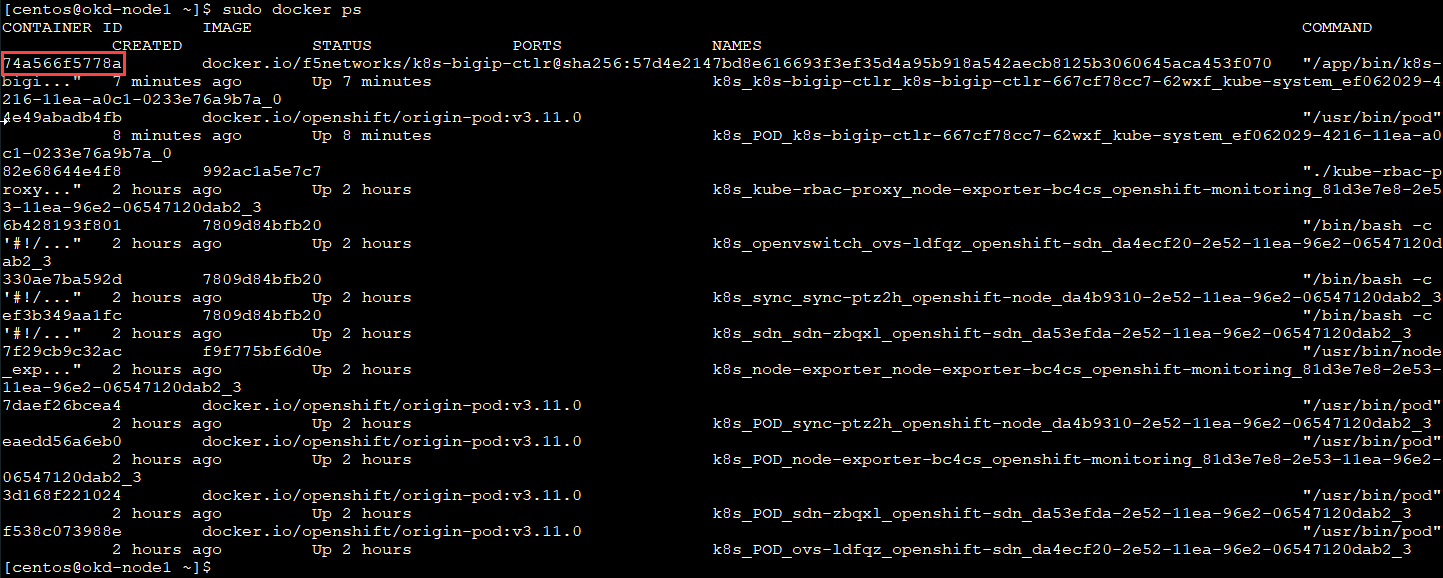 [centos@okd-node1 ~]$ sudo docker ps
CONTAINER ID        IMAGE                                                                                                         COMMAND
           CREATED             STATUS              PORTS               NAMES
74a566f5778a        docker.io/f5networks/k8s-bigip-ctlr@sha256:57d4e2147bd8e616693f3ef35d4a95b918a542aecb8125b3060645aca453f070   "/app/bin/k8s-
bigi..."   7 minutes ago       Up 7 minutes                            k8s_k8s-bigip-ctlr_k8s-bigip-ctlr-667cf78cc7-62wxf_kube-system_ef062029-4
216-11ea-a0c1-0233e76a9b7a_0
4e49abadb4fb        docker.io/openshift/origin-pod:v3.11.0                                                                        "/usr/bin/pod"
           8 minutes ago       Up 8 minutes                            k8s_POD_k8s-bigip-ctlr-667cf78cc7-62wxf_kube-system_ef062029-4216-11ea-a0
c1-0233e76a9b7a_0
82e68644e4f8        992ac1a5e7c7                                                                                                  "./kube-rbac-p
roxy..."   2 hours ago         Up 2 hours                              k8s_kube-rbac-proxy_node-exporter-bc4cs_openshift-monitoring_81d3e7e8-2e5
3-11ea-96e2-06547120dab2_3
6b428193f801        7809d84bfb20                                                                                                  "/bin/bash -c
'#!/..."   2 hours ago         Up 2 hours                              k8s_openvswitch_ovs-ldfqz_openshift-sdn_da4ecf20-2e52-11ea-96e2-06547120d
ab2_3
330ae7ba592d        7809d84bfb20                                                                                                  "/bin/bash -c
'#!/..."   2 hours ago         Up 2 hours                              k8s_sync_sync-ptz2h_openshift-node_da4b9310-2e52-11ea-96e2-06547120dab2_3
ef3b349aa1fc        7809d84bfb20                                                                                                  "/bin/bash -c
'#!/..."   2 hours ago         Up 2 hours                              k8s_sdn_sdn-zbqxl_openshift-sdn_da53efda-2e52-11ea-96e2-06547120dab2_3
7f29cb9c32ac        f9f775bf6d0e                                                                                                  "/usr/bin/node
_exp..."   2 hours ago         Up 2 hours                              k8s_node-exporter_node-exporter-bc4cs_openshift-monitoring_81d3e7e8-2e53-
11ea-96e2-06547120dab2_3
7daef26bcea4        docker.io/openshift/origin-pod:v3.11.0                                                                        "/usr/bin/pod"
           2 hours ago         Up 2 hours                              k8s_POD_sync-ptz2h_openshift-node_da4b9310-2e52-11ea-96e2-06547120dab2_3
eaedd56a6eb0        docker.io/openshift/origin-pod:v3.11.0                                                                        "/usr/bin/pod"
           2 hours ago         Up 2 hours                              k8s_POD_node-exporter-bc4cs_openshift-monitoring_81d3e7e8-2e53-11ea-96e2-
06547120dab2_3
3d168f221024        docker.io/openshift/origin-pod:v3.11.0                                                                        "/usr/bin/pod"
           2 hours ago         Up 2 hours                              k8s_POD_sdn-zbqxl_openshift-sdn_da53efda-2e52-11ea-96e2-06547120dab2_3
f538c073988e        docker.io/openshift/origin-pod:v3.11.0                                                                        "/usr/bin/pod"
           2 hours ago         Up 2 hours                              k8s_POD_ovs-ldfqz_openshift-sdn_da4ecf20-2e52-11ea-96e2-06547120dab2_3
[centos@okd-node1 ~]$